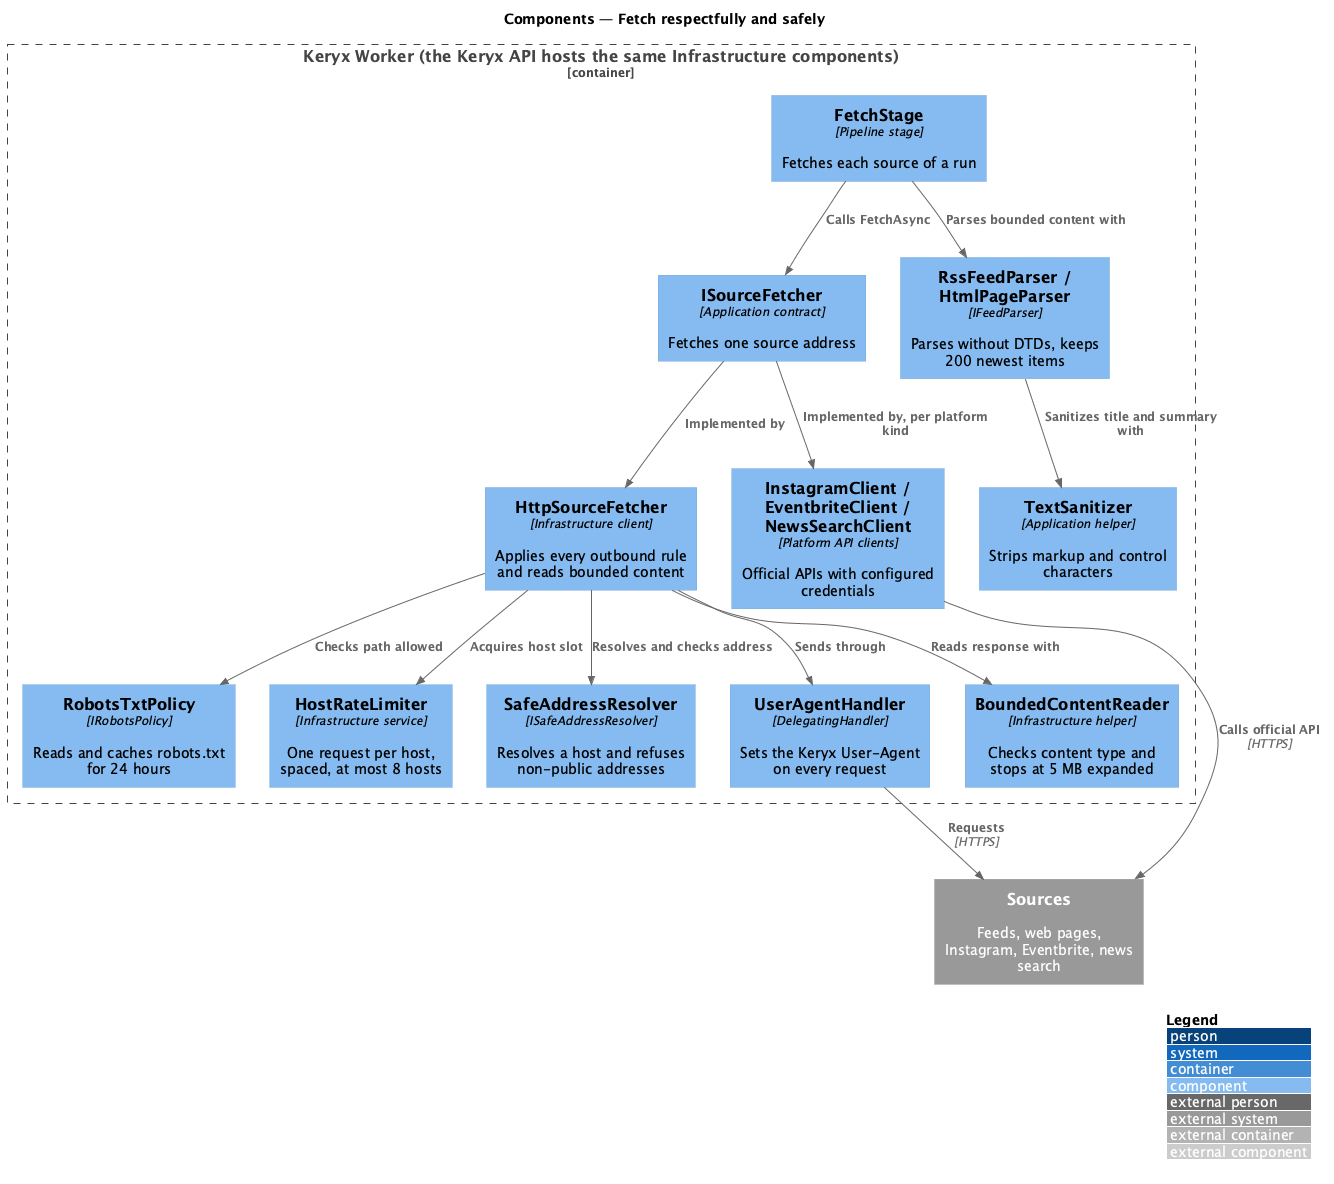 Components — Fetch respectfully and safely
Keryx Worker (the Keryx API hosts the same Infrastructure components)
[container]
FetchStage
[Pipeline stage]
Fetches each source of a run
Calls FetchAsync
Parses bounded content with
ISourceFetcher
[Application contract]
Fetches one source address
RssFeedParser /
HtmlPageParser
[IFeedParser]
Parses without DTDs, keeps
200 newest items
Implemented by
Implemented by, per platform
kind
Sanitizes title and summary
with
HttpSourceFetcher
[Infrastructure client]
Applies every outbound rule
and reads bounded content
InstagramClient /
EventbriteClient /
NewsSearchClient
[Platform API clients]
Official APIs with configured
credentials
TextSanitizer
[Application helper]
Strips markup and control
characters
Checks path allowed
Acquires host slot
Resolves and checks address
Sends through
Reads response with
RobotsTxtPolicy
[IRobotsPolicy]
Reads and caches robots.txt
for 24 hours
HostRateLimiter
[Infrastructure service]
One request per host,
spaced, at most 8 hosts
SafeAddressResolver
[ISafeAddressResolver]
Resolves a host and refuses
non-public addresses
UserAgentHandler
[DelegatingHandler]
Sets the Keryx User-Agent
on every request
BoundedContentReader
[Infrastructure helper]
Checks content type and
stops at 5 MB expanded
Calls official API
[HTTPS]
Requests
[HTTPS]
Sources
Feeds, web pages,
Instagram, Eventbrite, news
search
Legend
person
system
container
component
external person
external system
external container
external component